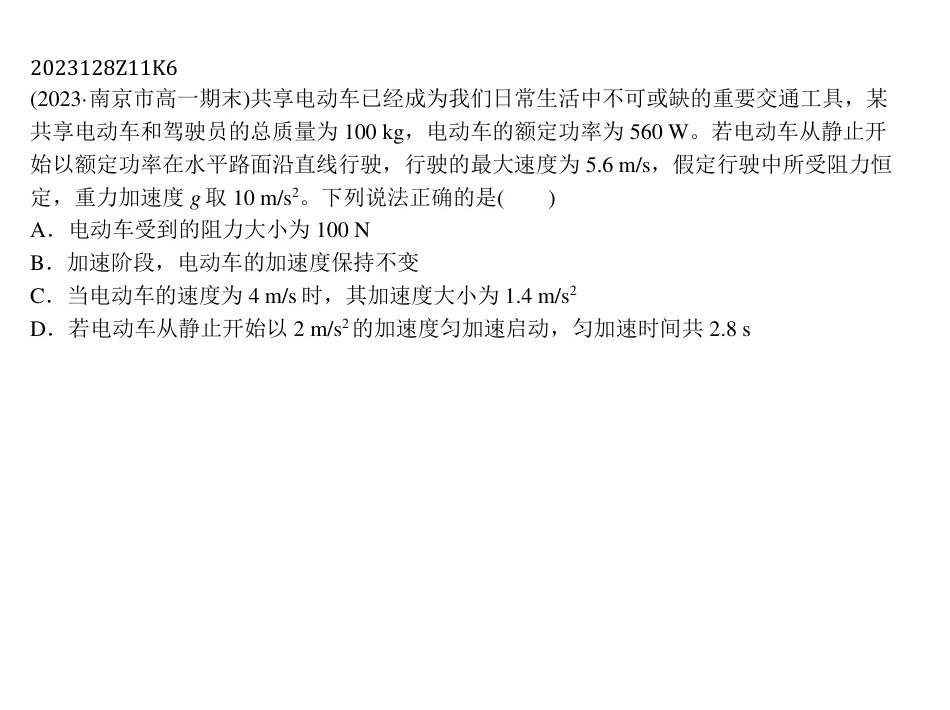 2023128Z11K6
(2023·南京市高一期末)共享电动车已经成为我们日常生活中不可或缺的重要交通工具，某
共享电动车和驾驶员的总质量为 100 kg，电动车的额定功率为 560 W。若电动车从静止开
始以额定功率在水平路面沿直线行驶，行驶的最大速度为 5.6 m/s，假定行驶中所受阻力恒
定，重力加速度 g 取 10 m/s²。下列说法正确的是(　　)
A．电动车受到的阻力大小为 100 N
B．加速阶段，电动车的加速度保持不变
C．当电动车的速度为 4 m/s 时，其加速度大小为 1.4 m/s²
D．若电动车从静止开始以 2 m/s² 的加速度匀加速启动，匀加速时间共 2.8 s